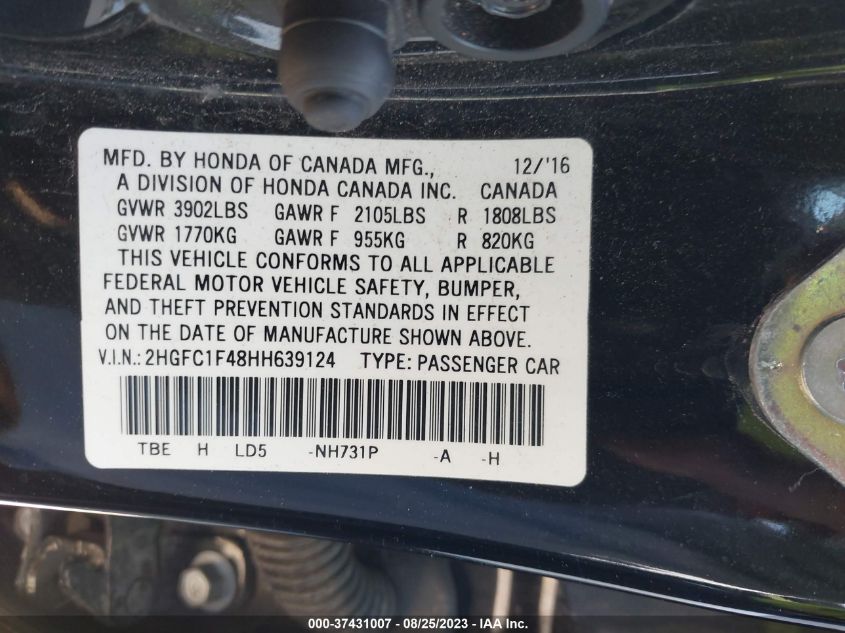 MFD. BY HONDA OF CANADA MFG., 12/'16
A DIVISION OF HONDA CANADA INC. CANADA
GVWR 3902LBS GAWR F 2105LBS R 1808LBS
GVWR 1770KG GAWR F 955KG R 820KG
THIS VEHICLE CONFORMS TO ALL APPLICABLE
FEDERAL MOTOR VEHICLE SAFETY, BUMPER,
AND THEFT PREVENTION STANDARDS IN EFFECT
ON THE DATE OF MANUFACTURE SHOWN ABOVE.
V.I.N.: 2HGFC1F48HH639124 TYPE: PASSENGER CAR
TBE H LD5 -NH731P -A -H
000-37431007 - 08/25/2023 - IAA Inc.